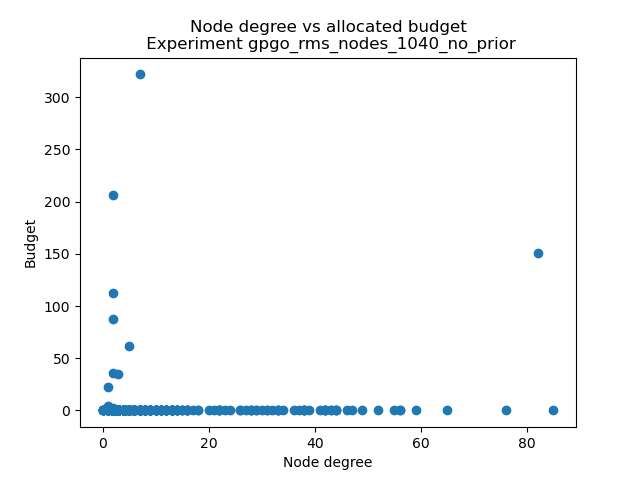 Node degree vs allocated budget
Experiment gpgo_rms_nodes_1040_no_prior
300
250
200
150
100
50
0
Budget
0 20 40 60 80
Node degree